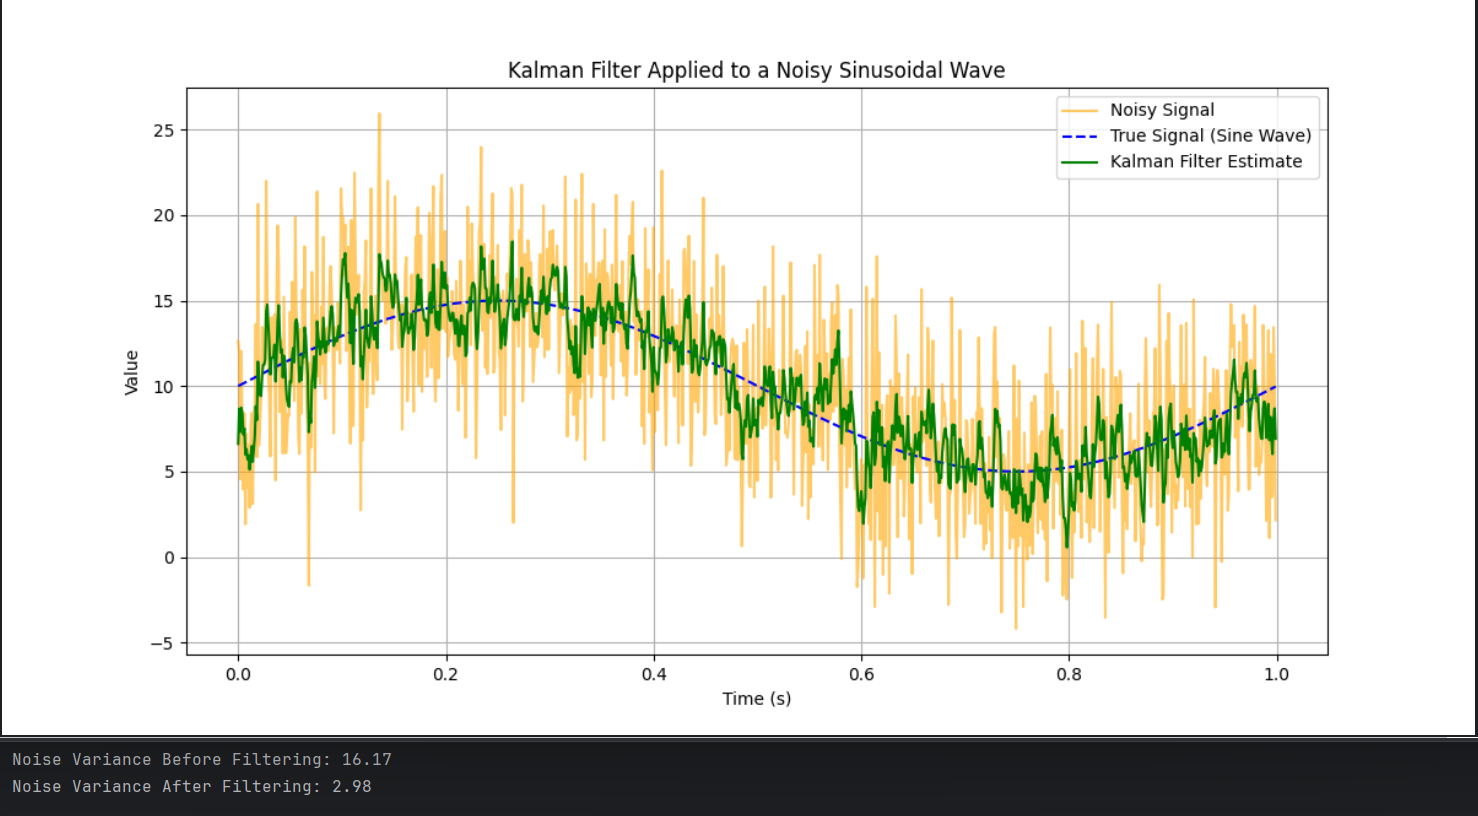 Kalman Filter Applied to a Noisy Sinusoidal Wave
Noisy Signal
True Signal (Sine Wave)
Kalman Filter Estimate
Value
25
20
15
10
5
0
−5
0.0
0.2
0.4
0.6
0.8
1.0
Time (s)
Noise Variance Before Filtering: 16.17
Noise Variance After Filtering: 2.98